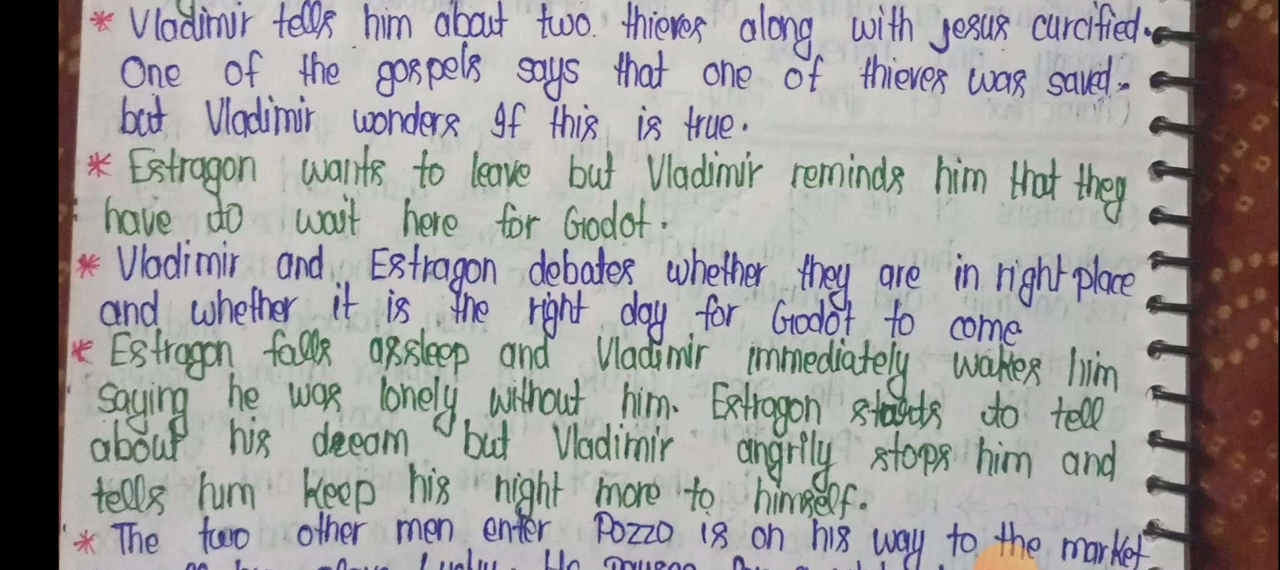 * Vladimir tells him about two thieves along with Jesus curcified.
One of the gospels says that one of thieves was saved.
but Vladimir wonders If this is true.
* Estragon wants to leave but Vladimir reminds him that they
have to wait here for Godot.
* Vladimir and Estragon debates whether they are in right place
and whether it is the right day for Godot to come
* Estragon falls assleep and Vladimir immediately wakes him
saying he was lonely without him. Estragon to tell
about his dream but Vladimir angrily stops him and
tells him keep his night more to himself.
* The two other men enter Pozzo is on his way to the market
slave Lucky. He